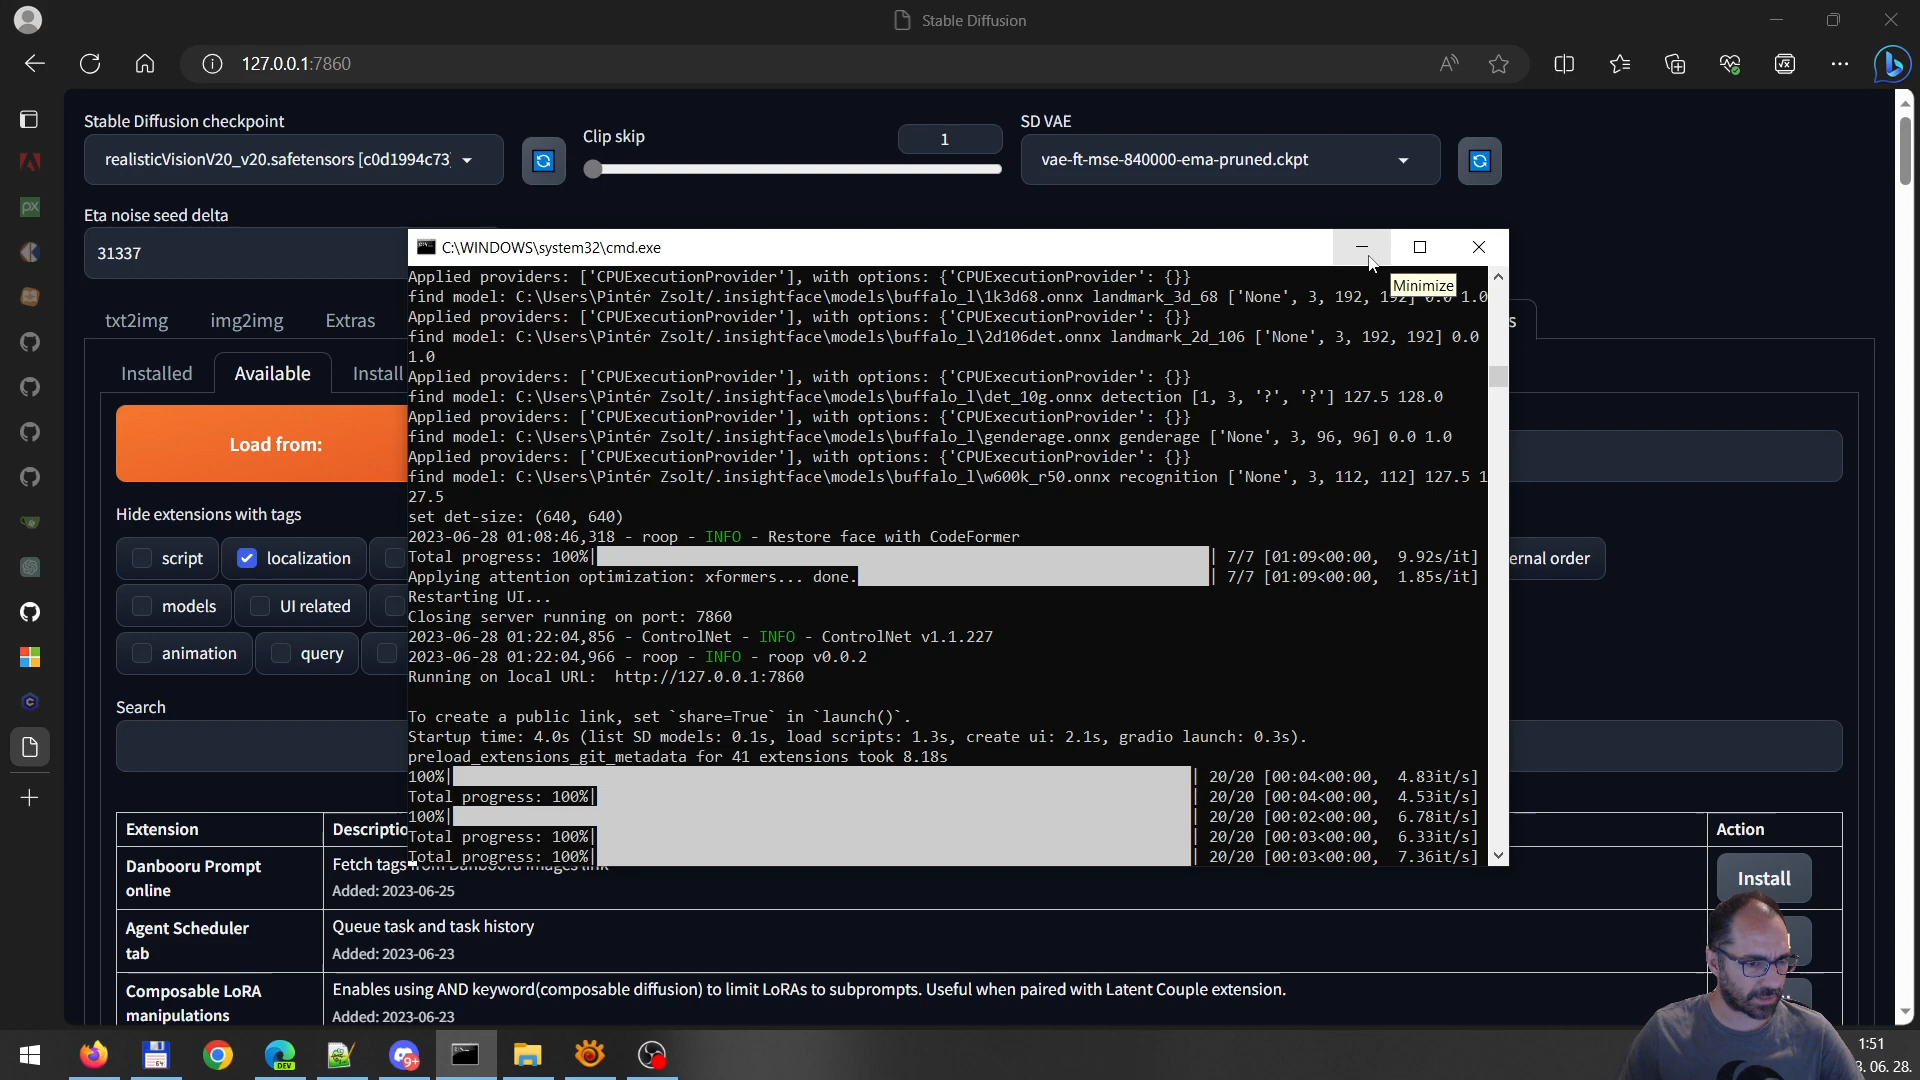 Stable Diffusion
127.0.0.1:7860
Stable Diffusion checkpoint
realisticVisionV20_v20.safetensors [c0d1994c73]
Clip skip
1
SD VAE
vae-ft-mse-840000-ema-pruned.ckpt
Eta noise seed delta
31337
C:\WINDOWS\system32\cmd.exe
Minimize
Applied providers: ['CPUExecutionProvider'], with options: {'CPUExecutionProvider': {}}
find model: C:\Users\Pintér Zsolt/.insightface\models\buffalo_l\1k3d68.onnx landmark_3d_68 ['None', 3, 192, 192] 0.0 1.0
Applied providers: ['CPUExecutionProvider'], with options: {'CPUExecutionProvider': {}}
find model: C:\Users\Pintér Zsolt/.insightface\models\buffalo_l\2d106det.onnx landmark_2d_106 ['None', 3, 192, 192] 0.0
1.0
Applied providers: ['CPUExecutionProvider'], with options: {'CPUExecutionProvider': {}}
find model: C:\Users\Pintér Zsolt/.insightface\models\buffalo_l\det_10g.onnx detection [1, 3, '?', '?'] 127.5 128.0
Applied providers: ['CPUExecutionProvider'], with options: {'CPUExecutionProvider': {}}
find model: C:\Users\Pintér Zsolt/.insightface\models\buffalo_l\genderage.onnx genderage ['None', 3, 96, 96] 0.0 1.0
Applied providers: ['CPUExecutionProvider'], with options: {'CPUExecutionProvider': {}}
find model: C:\Users\Pintér Zsolt/.insightface\models\buffalo_l\w600k_r50.onnx recognition ['None', 3, 112, 112] 127.5 1
27.5
set det-size: (640, 640)
2023-06-28 01:08:46,318 - roop - INFO - Restore face with CodeFormer
Total progress: 100%| | 7/7 [01:09<00:00, 9.92s/it]
Applying attention optimization: xformers... done. | 7/7 [01:09<00:00, 1.85s/it]
Restarting UI...
Closing server running on port: 7860
2023-06-28 01:22:04,856 - ControlNet - INFO - ControlNet v1.1.227
2023-06-28 01:22:04,966 - roop - INFO - roop v0.0.2
Running on local URL: http://127.0.0.1:7860
To create a public link, set `share=True` in `launch()`.
Startup time: 4.0s (list SD models: 0.1s, load scripts: 1.3s, create ui: 2.1s, gradio launch: 0.3s).
preload_extensions_git_metadata for 41 extensions took 8.18s
100%| | 20/20 [00:04<00:00, 4.83it/s]
Total progress: 100%| | 20/20 [00:04<00:00, 4.53it/s]
100%| | 20/20 [00:02<00:00, 6.78it/s]
Total progress: 100%| | 20/20 [00:03<00:00, 6.33it/s]
Total progress: 100%| | 20/20 [00:03<00:00, 7.36it/s]
txt2img img2img Extras
s
Installed Available Install
Load from:
Hide extensions with tags
script localization
ernal order
models UI related
animation query
Search
Extension Descriptio Action
Danbooru Prompt online
Fetch tags from Danbooru images link
Added: 2023-06-25
Install
Agent Scheduler tab
Queue task and task history
Added: 2023-06-23
Composable LoRA manipulations
Enables using AND keyword(composable diffusion) to limit LoRAs to subprompts. Useful when paired with Latent Couple extension.
Added: 2023-06-23
DEV
64
9+
1:51
3. 06. 28.